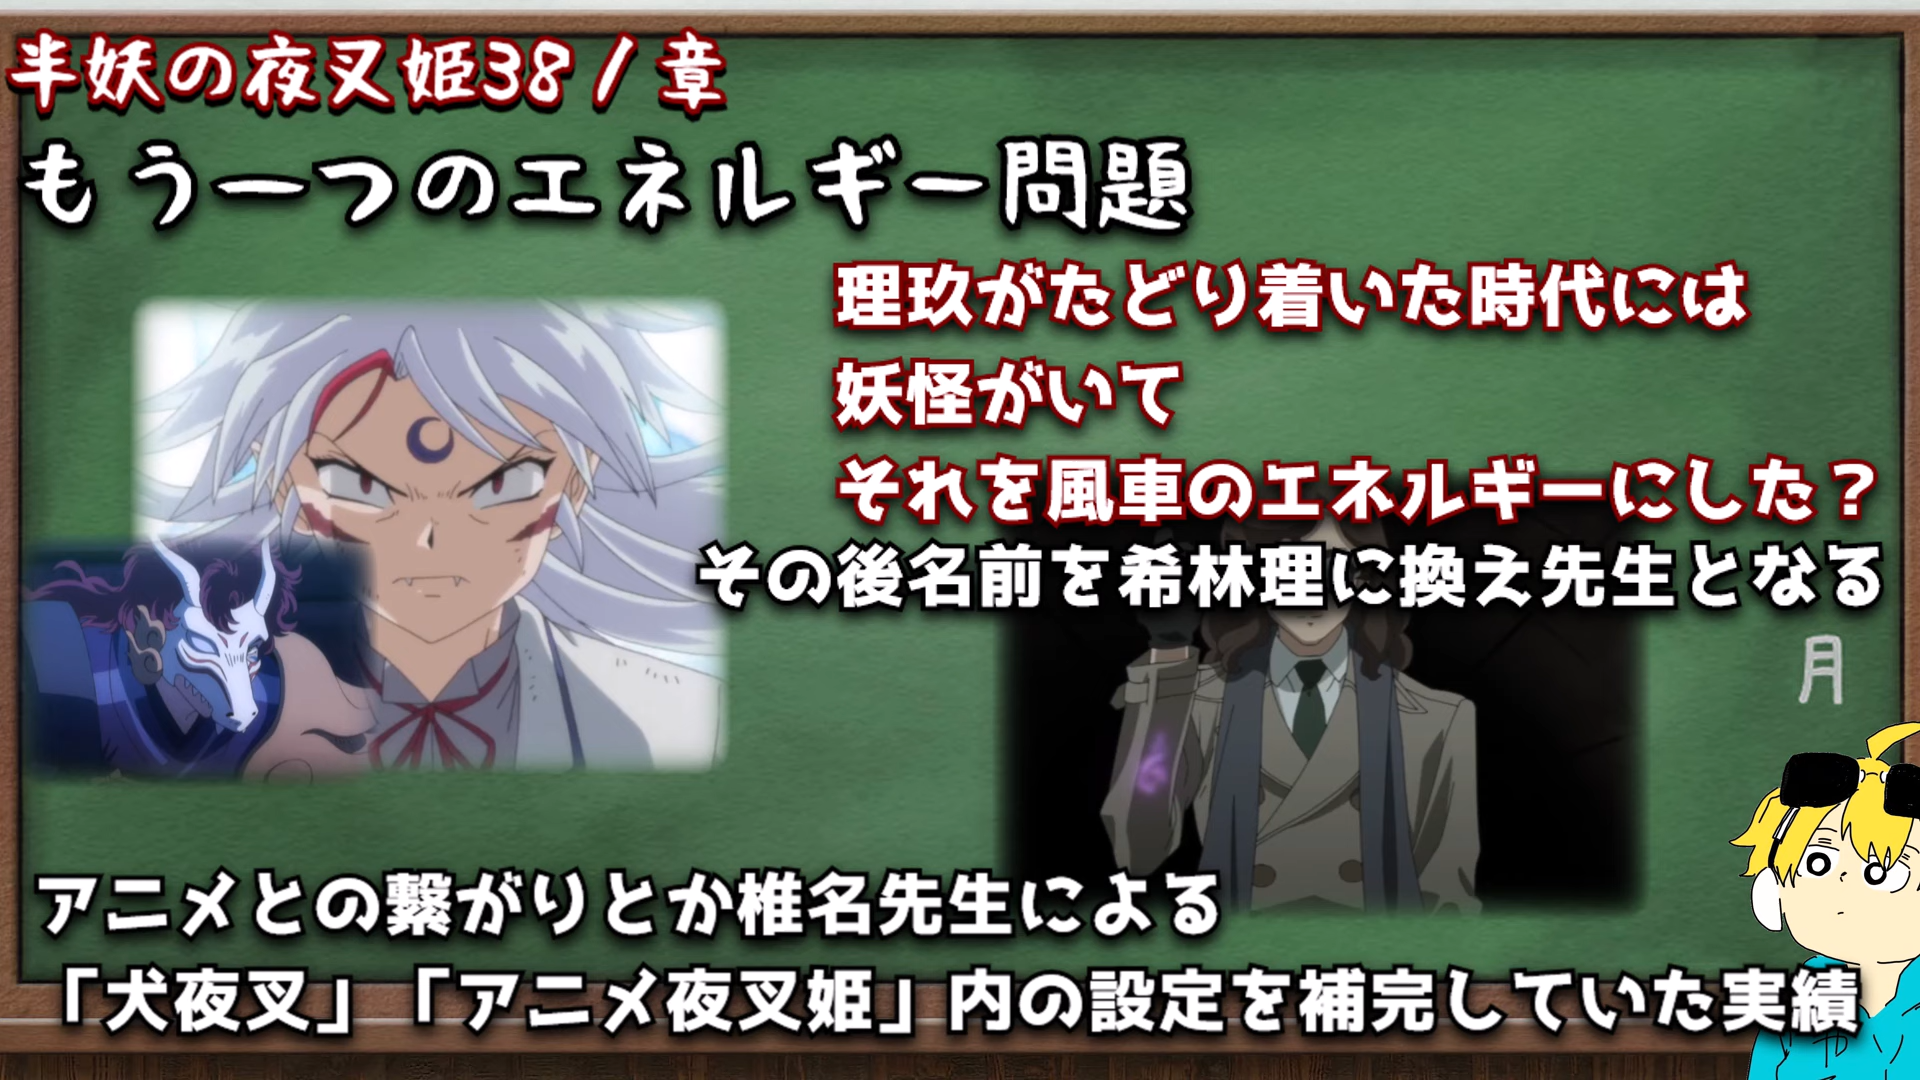 半妖の夜叉姫38/章
もう一つのエネルギー問題
理玖がたどり着いた時代には
妖怪がいて
それを風車のエネルギーにした？
その後名前を希林理に換え先生となる
月
アニメとの繋がりとか椎名先生による
「犬夜叉」「アニメ夜叉姫」内の設定を補完していた実績